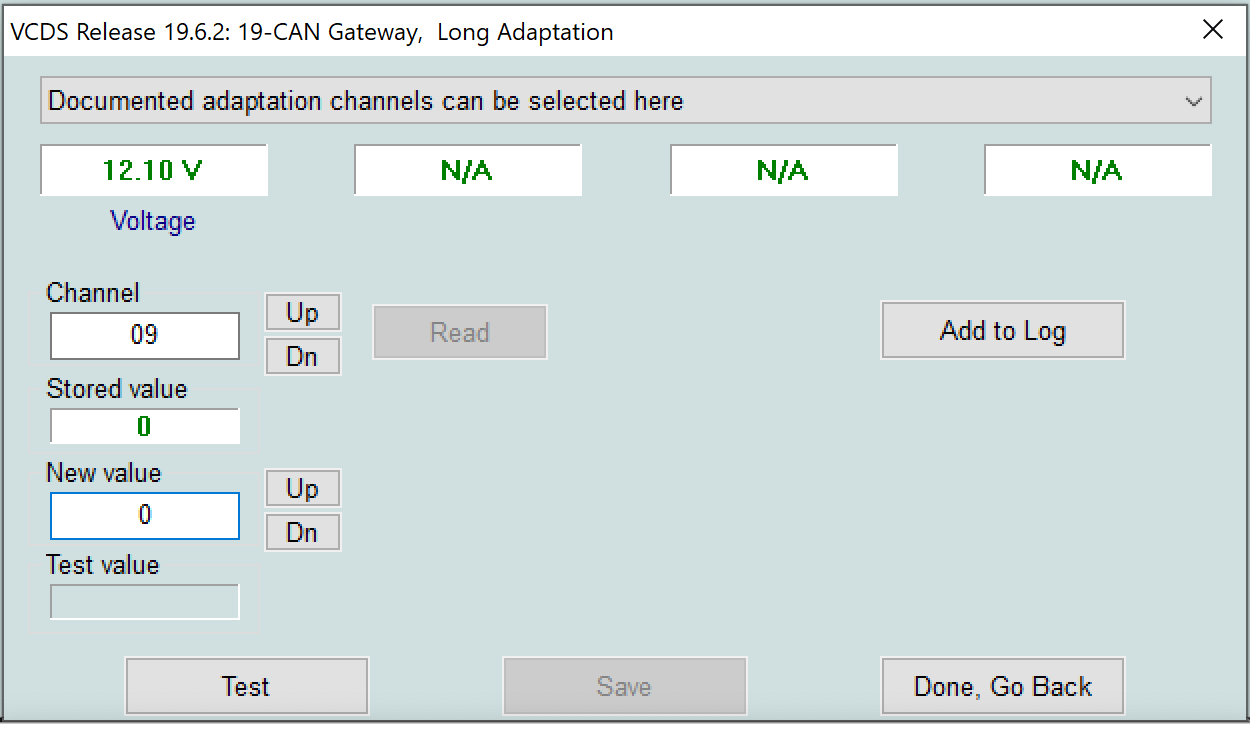 VCDS Release 19.6.2: 19-CAN Gateway,  Long Adaptation
Documented adaptation channels can be selected here
12.10 V N/A N/A N/A
Voltage
Channel
09 Up Read Add to Log
Dn
Stored value
0
New value
0 Up
Dn
Test value
Test Save Done, Go Back